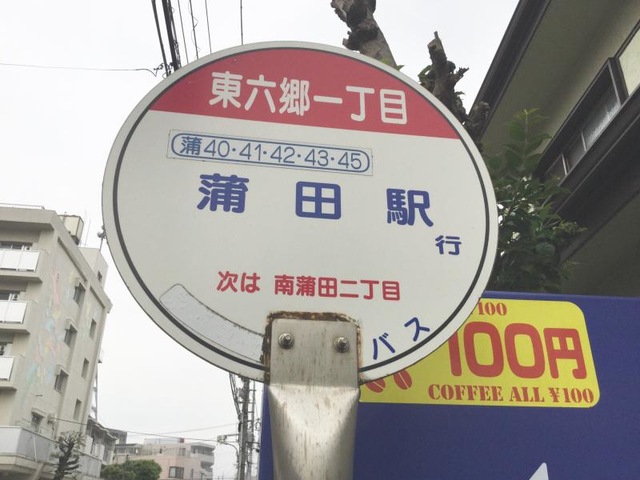 東六郷一丁目
蒲40・41・42・43・45
蒲田駅
行
次は 南蒲田二丁目
バス
100
100円
COFFEE ALL ¥100